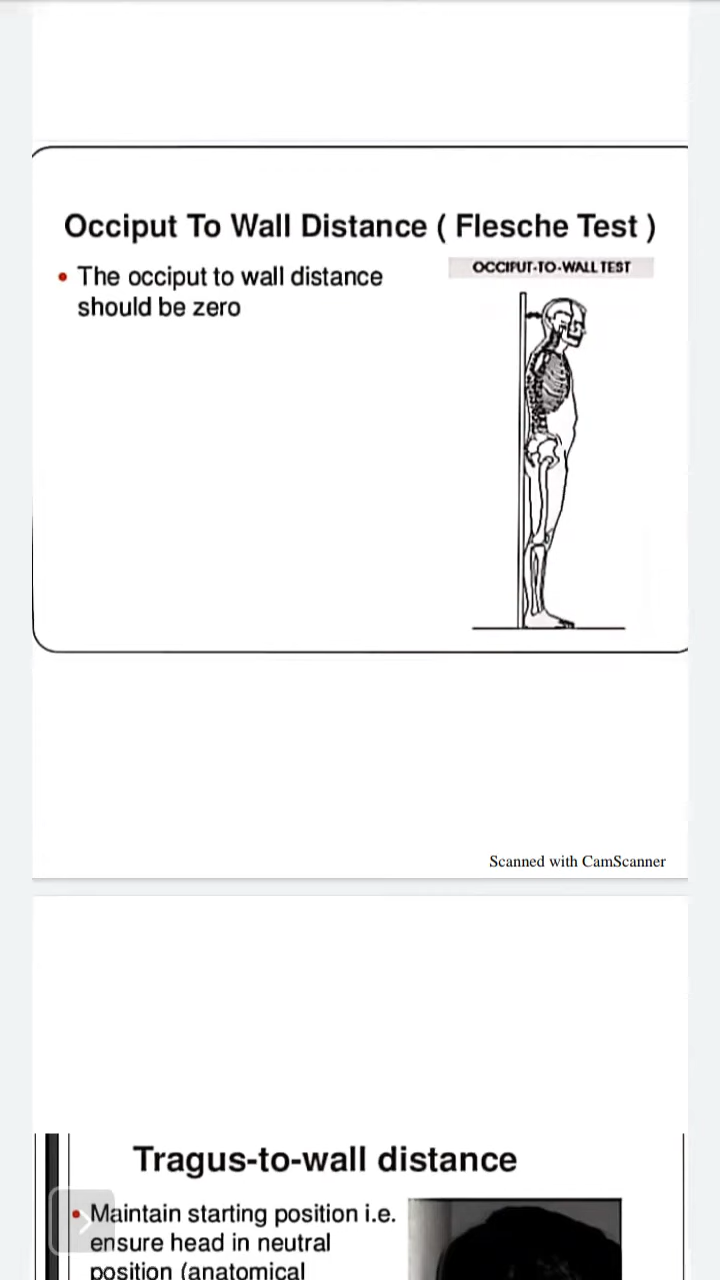 Occiput To Wall Distance ( Flesche Test )
• The occiput to wall distance
should be zero
OCCIPUT-TO-WALL TEST
Scanned with CamScanner
Tragus-to-wall distance
• Maintain starting position i.e.
ensure head in neutral
position (anatomical